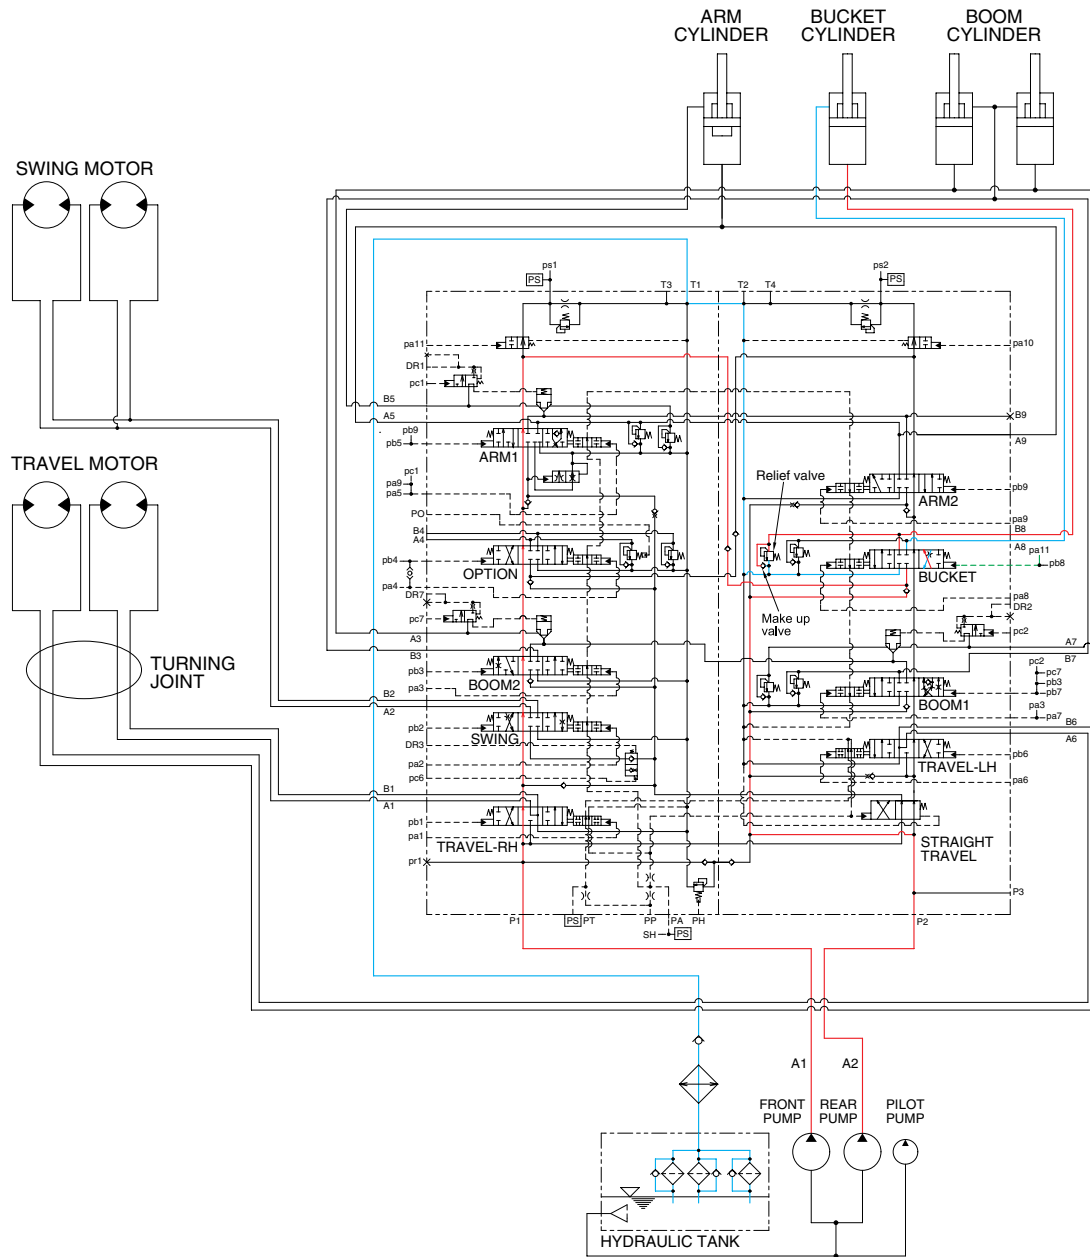 ARM
CYLINDER
BUCKET
CYLINDER
BOOM
CYLINDER
SWING MOTOR
TRAVEL MOTOR
TURNING
JOINT
ps1
PS
T3
T1
T2
T4
ps2
PS
pa11
DR1
pc1
B5
A5
pb9
pb5
ARM1
pc1
pa9
pa5
PO
B4
A4
pb4
OPTION
pa4
DR7
pc7
A3
B3
pb3
BOOM2
pa3
B2
A2
pb2
SWING
DR3
pa2
pc6
B1
A1
pb1
TRAVEL-RH
pa1
pr1
pa10
B9
A9
Relief valve
pb9
ARM2
pa9
B8
A8
pa11
pb8
BUCKET
Make up
valve
pa8
DR2
pc2
A7
B7
pc2
pc7
pb3
pb7
BOOM1
pa3
pa7
B6
A6
pb6
TRAVEL-LH
pa6
STRAIGHT
TRAVEL
P3
P1
PS
PT
PP
PA
PH
SH
PS
P2
A1
A2
FRONT
PUMP
REAR
PUMP
PILOT
PUMP
HYDRAULIC TANK